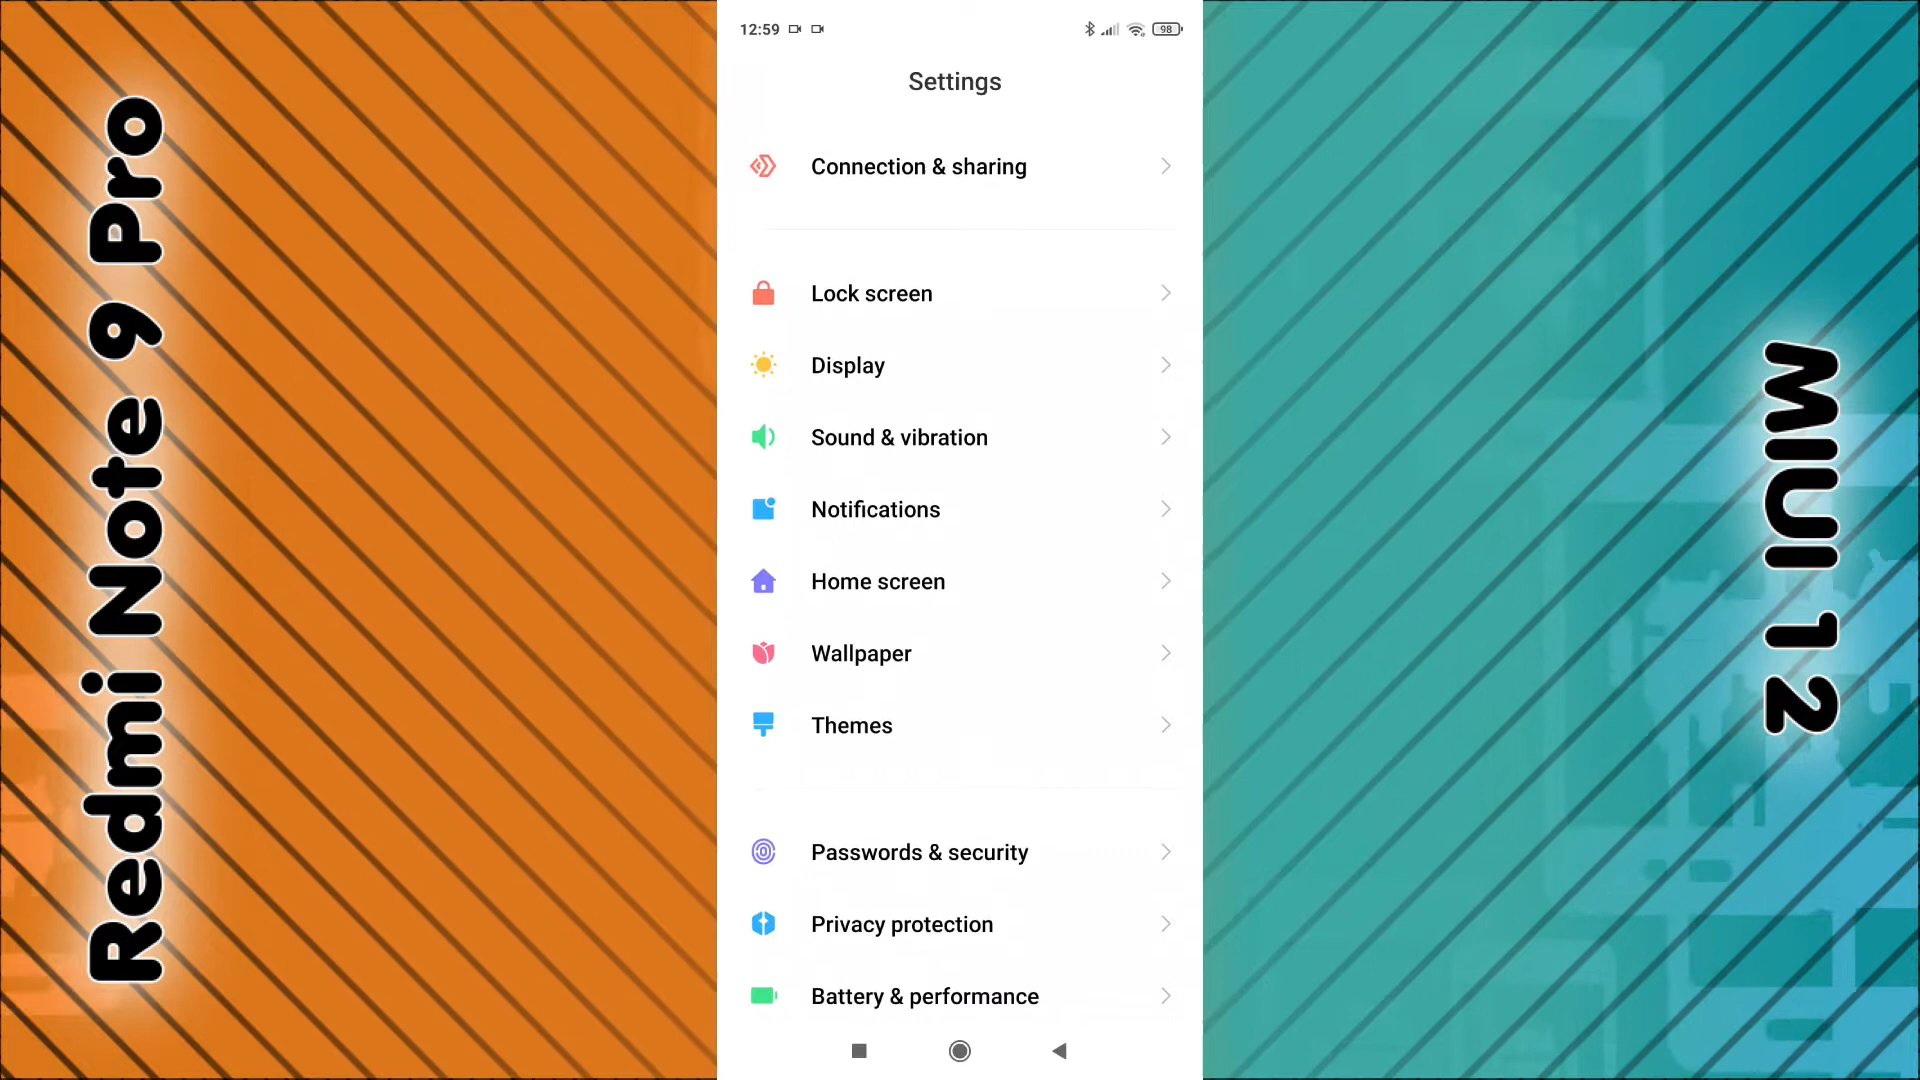 Redmi Note 9 Pro
12:59
98
Settings
Connection & sharing
Lock screen
Display
Sound & vibration
Notifications
Home screen
Wallpaper
Themes
Passwords & security
Privacy protection
Battery & performance
MIUI 12